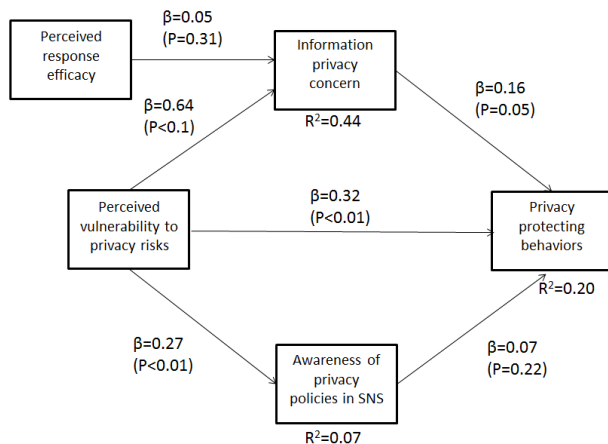 Perceived
response
efficacy
β=0.05
(P=0.31)
Information
privacy
concern
R²=0.44
β=0.64
(P<0.1)
β=0.16
(P=0.05)
Perceived
vulnerability to
privacy risks
β=0.32
(P<0.01)
Privacy
protecting
behaviors
R²=0.20
β=0.27
(P<0.01)
Awareness of
privacy
policies in SNS
R²=0.07
β=0.07
(P=0.22)